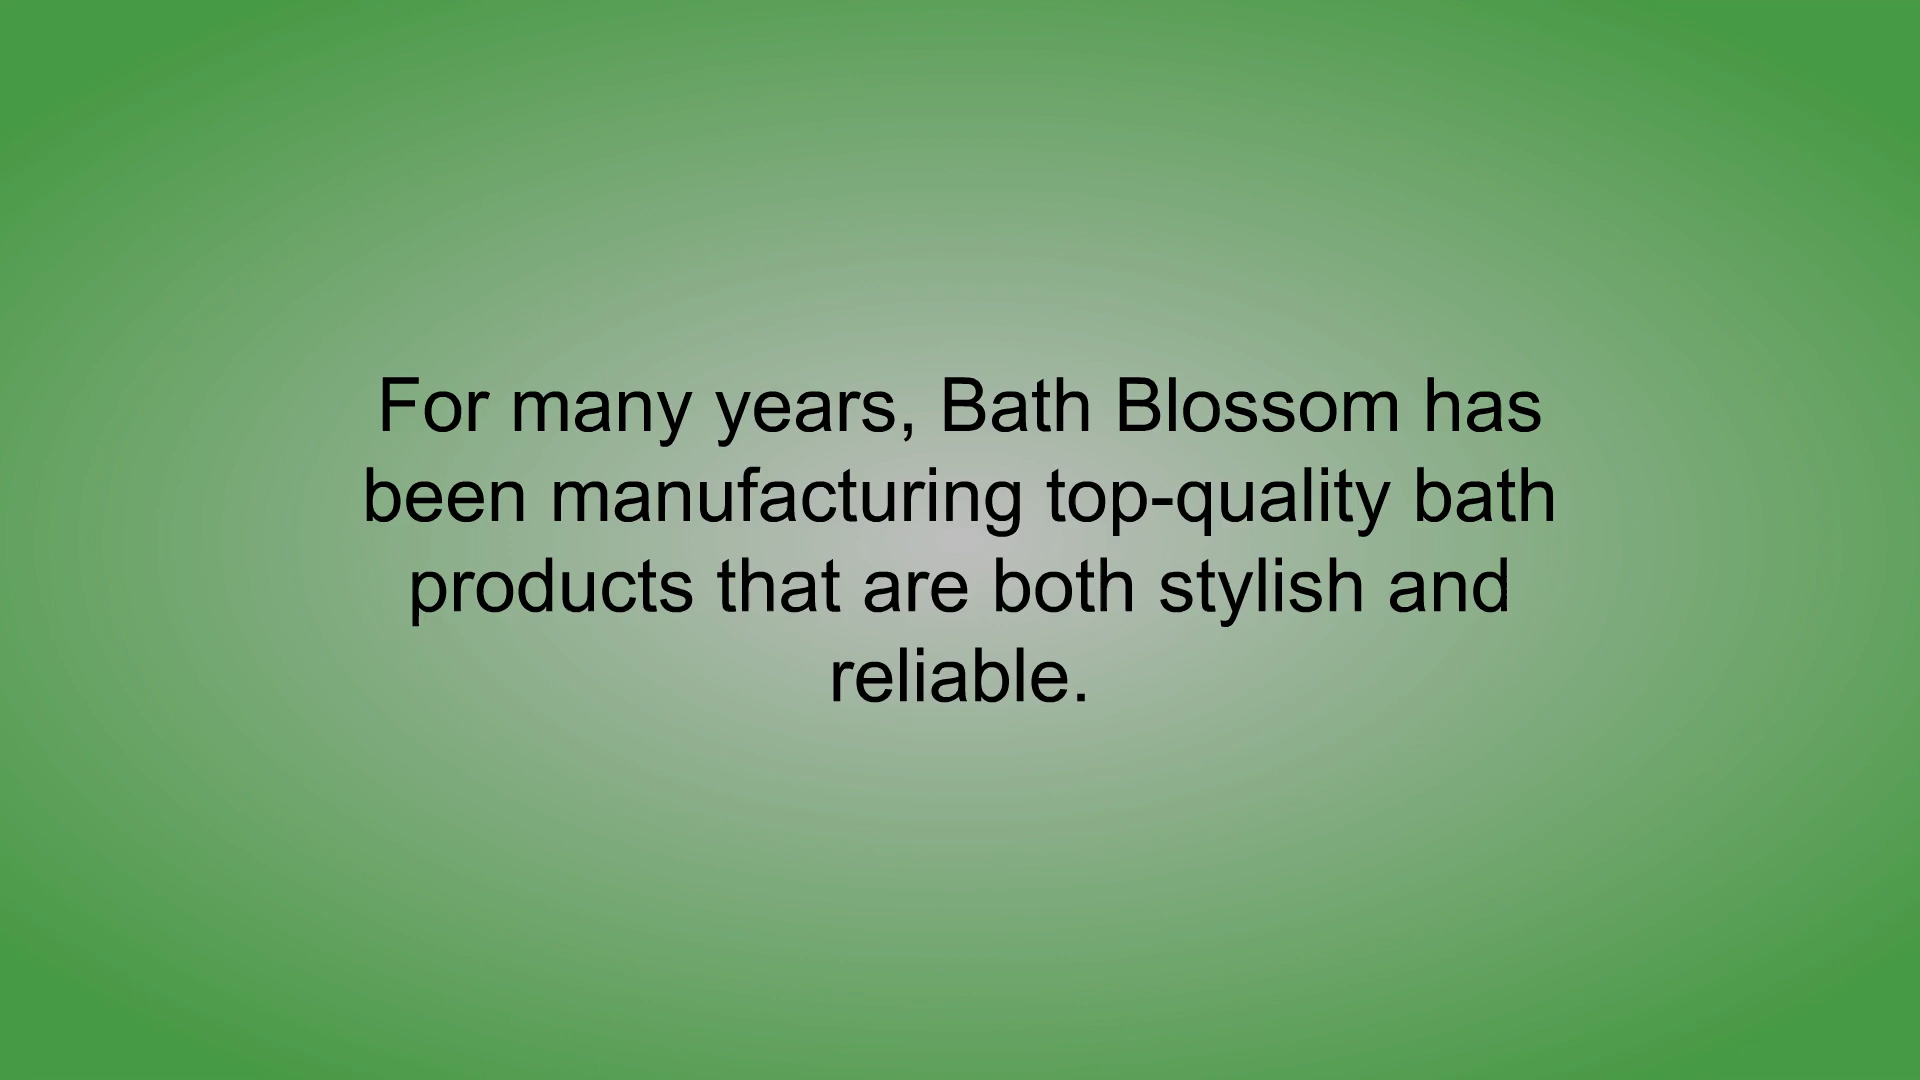 For many years, Bath Blossom has
been manufacturing top-quality bath
products that are both stylish and
reliable.